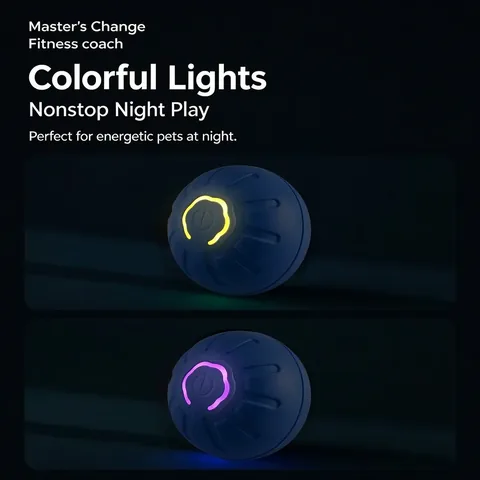 Master's Change
Fitness coach
Colorful Lights
Nonstop Night Play
Perfect for energetic pets at night.